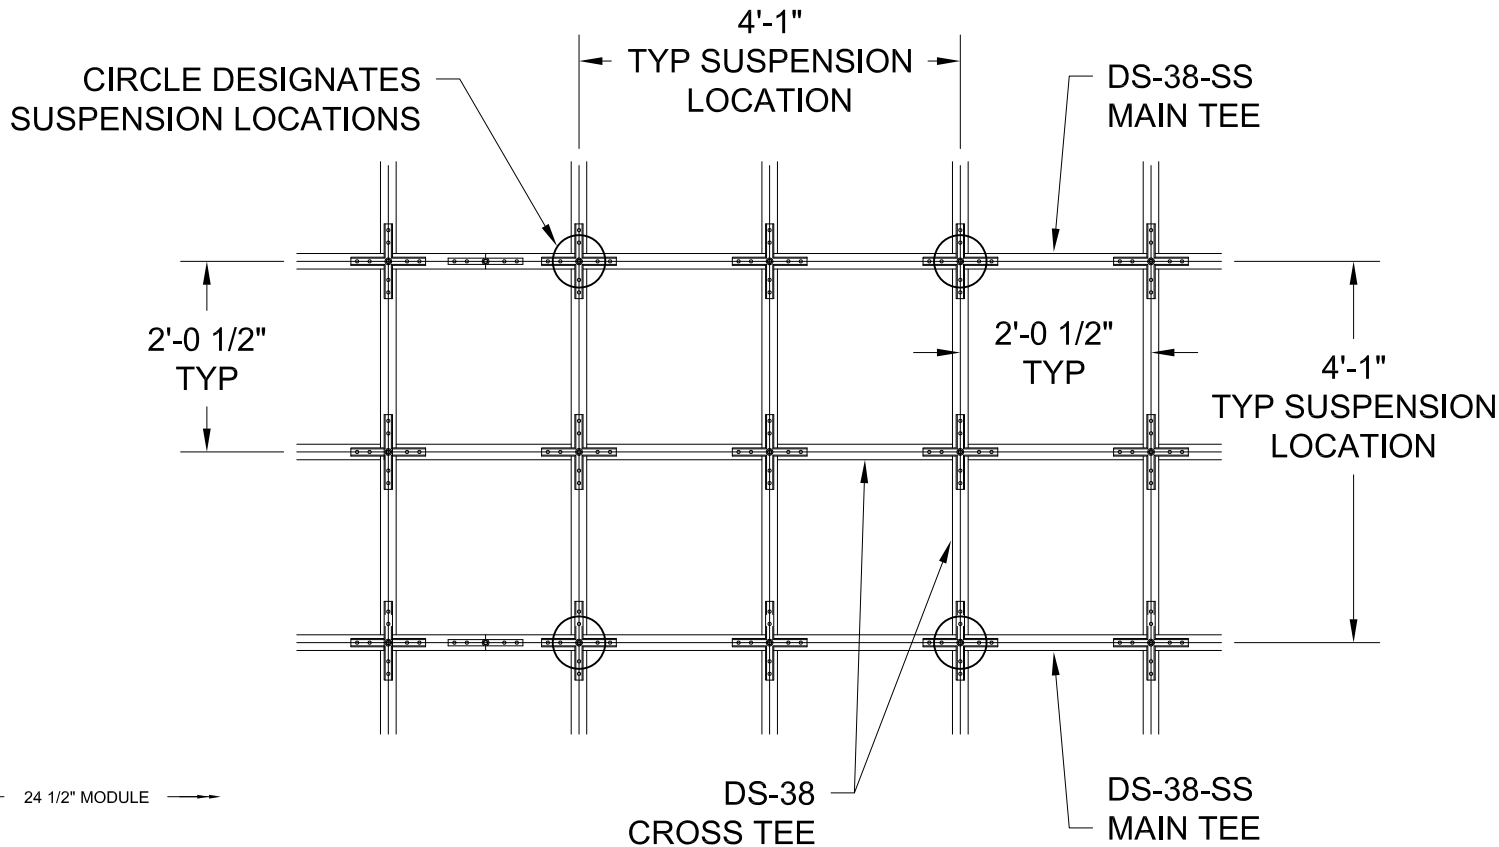 4'-1"
TYP SUSPENSION
LOCATION
CIRCLE DESIGNATES
SUSPENSION LOCATIONS
DS-38-SS
MAIN TEE
2'-0 1/2"
TYP
2'-0 1/2"
TYP
4'-1"
TYP SUSPENSION
LOCATION
24 1/2" MODULE
DS-38
CROSS TEE
DS-38-SS
MAIN TEE